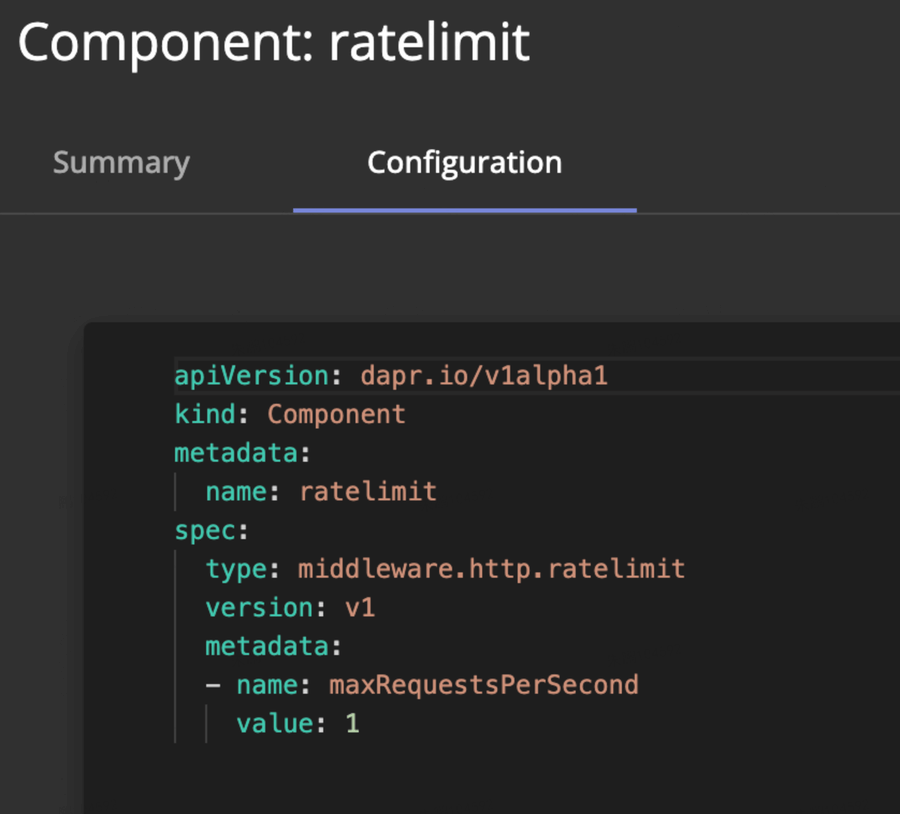 Component: ratelimit
Summary Configuration
apiVersion: dapr.io/v1alpha1
kind: Component
metadata:
  name: ratelimit
spec:
  type: middleware.http.ratelimit
  version: v1
  metadata:
  - name: maxRequestsPerSecond
    value: 1